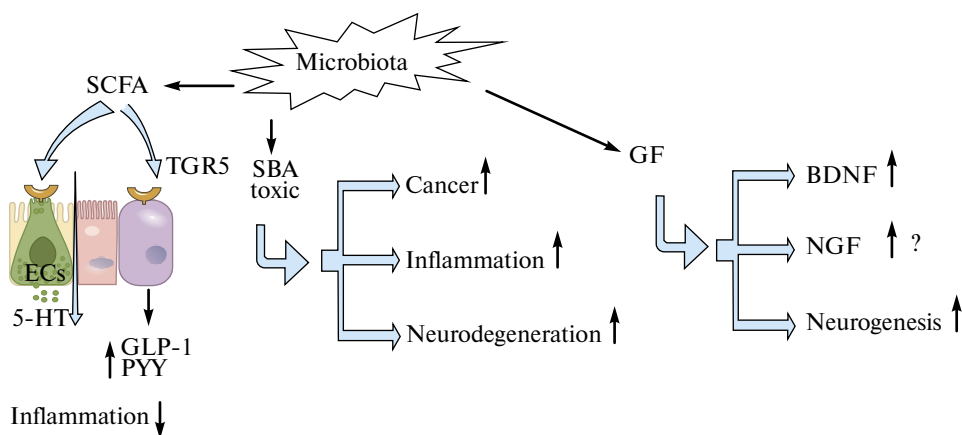 Microbiota
SCFA
TGR5
ECs
5-HT
GLP-1
PYY
Inflammation
SBA
toxic
Cancer
Inflammation
Neurodegeneration
GF
BDNF
NGF ?
Neurogenesis